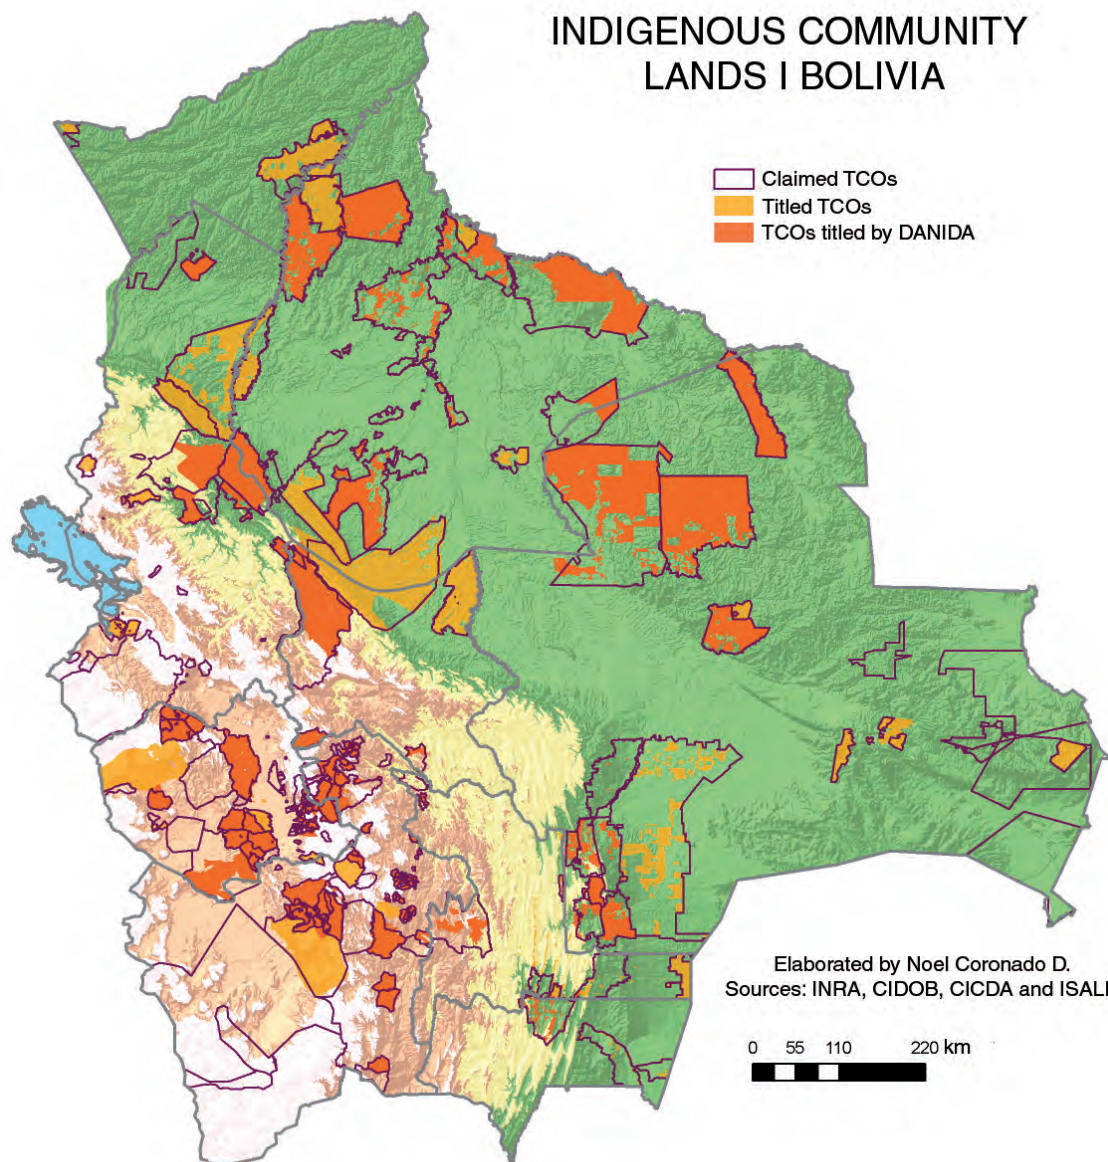 INDIGENOUS COMMUNITY
LANDS I BOLIVIA
Claimed TCOs
Titled TCOs
TCOs titled by DANIDA
Elaborated by Noel Coronado D.
Sources: INRA, CIDOB, CICDA and ISALI
0 55 110 220 km